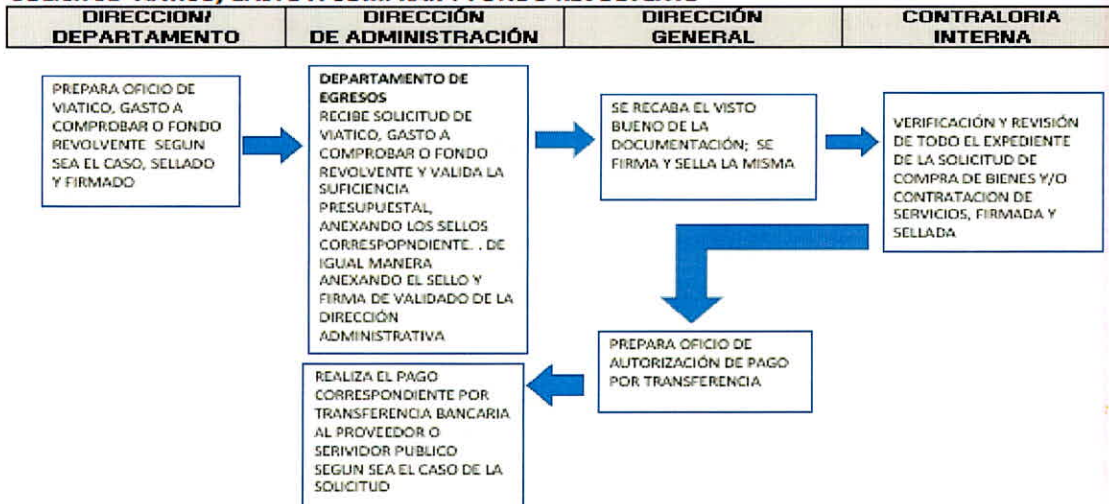 DIRECCION/
DEPARTAMENTO
DIRECCIÓN
DE ADMINISTRACIÓN
DIRECCIÓN
GENERAL
CONTRALORIA
INTERNA
PREPARA OFICIO DE
VIATICO, GASTO A
COMPROBAR O FONDO
REVOLVENTE SEGUN
SEA EL CASO, SELLADO
Y FIRMADO
DEPARTAMENTO DE
EGRESOS
RECIBE SOLICITUD DE
VIATICO, GASTO A
COMPROBAR O FONDO
REVOLVENTE Y VALIDA LA
SUFICIENCIA
PRESUPUESTAL,
ANEXANDO LOS SELLOS
CORRESPOPNDIENTE. . DE
IGUAL MANERA
ANEXANDO EL SELLO Y
FIRMA DE VALIDADO DE LA
DIRECCIÓN
ADMINISTRATIVA
SE RECABA EL VISTO
BUENO DE LA
DOCUMENTACIÓN; SE
FIRMA Y SELLA LA MISMA
VERIFICACIÓN Y REVISIÓN
DE TODO EL EXPEDIENTE
DE LA SOLICITUD DE
COMPRA DE BIENES Y/O
CONTRATACION DE
SERVICIOS, FIRMADA Y
SELLADA
PREPARA OFICIO DE
AUTORIZACIÓN DE PAGO
POR TRANSFERENCIA
REALIZA EL PAGO
CORRESPONDIENTE POR
TRANSFERENCIA BANCARIA
AL PROVEEDOR O
SERIVIDOR PUBLICO
SEGUN SEA EL CASO DE LA
SOLICITUD